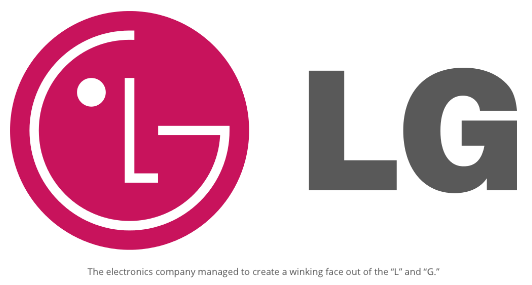 LG
The electronics company managed to create a winking face out of the “L” and “G.”